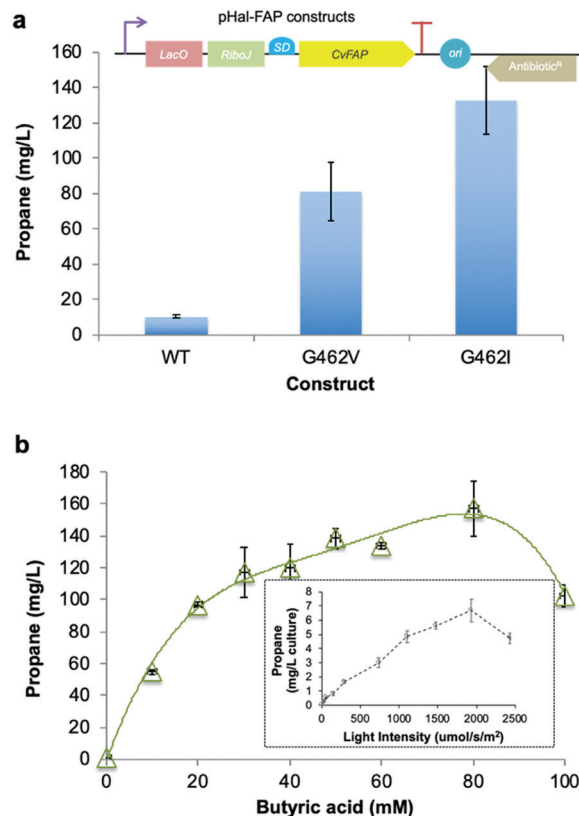 a
pHal-FAP constructs
LacO RiboJ SD CvFAP ori Antibioticᴿ
160
140
120
100
80
60
40
20
0
Propane (mg/L)
WT G462V G462I
Construct
b
180
160
140
120
100
80
60
40
20
0
Propane (mg/L)
0 20 40 60 80 100
Butyric acid (mM)
8
7
6
5
4
3
2
1
0
Propane
(mg/L culture)
0 500 1000 1500 2000 2500
Light Intensity (umol/s/m²)